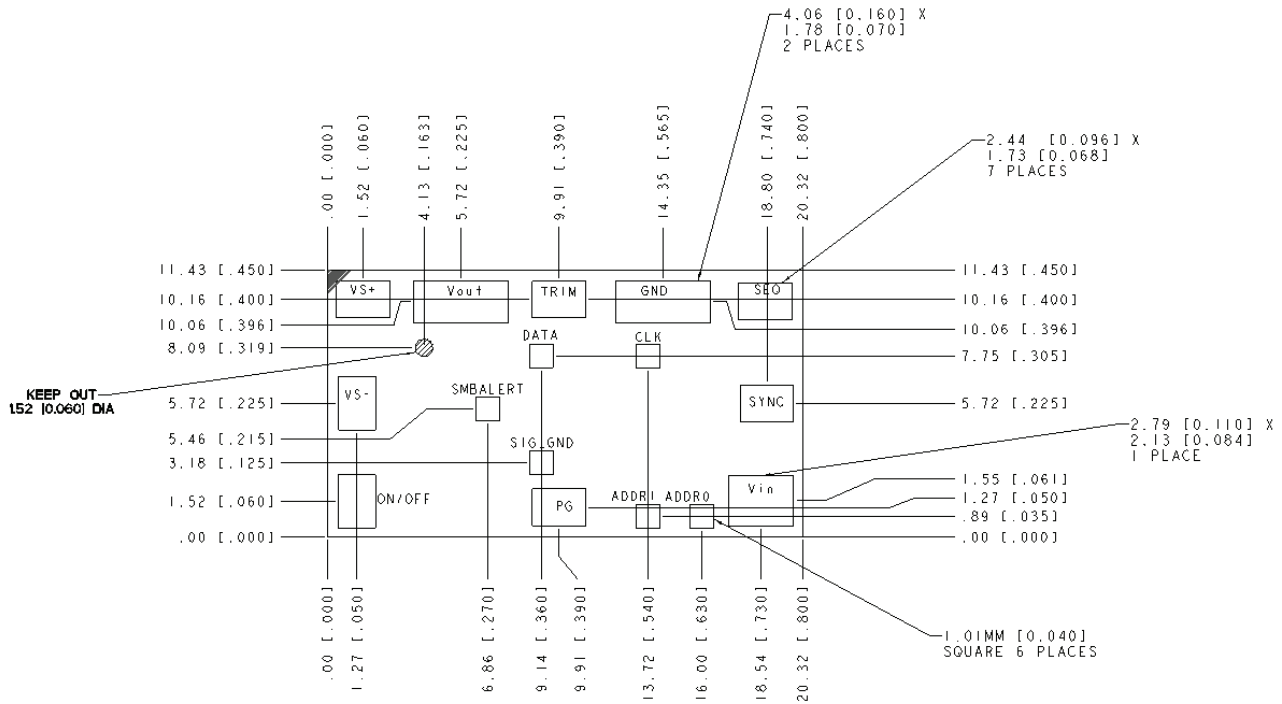 4.06 [0.160] X
1.78 [0.070]
2 PLACES
2.44 [0.096] X
1.73 [0.068]
7 PLACES
.00 [.000]
1.52 [.060]
4.13 [.163]
5.72 [.225]
9.91 [.390]
14.35 [.565]
18.80 [.740]
20.32 [.800]
11.43 [.450]
11.43 [.450]
VS+
Vout
TRIM
GND
SEQ
10.16 [.400]
10.16 [.400]
10.06 [.396]
10.06 [.396]
DATA
CLK
8.09 [.319]
7.75 [.305]
KEEP OUT
1.52 [0.060] DIA
VS-
SMBALERT
SYNC
5.72 [.225]
5.72 [.225]
5.46 [.215]
SIG_GND
3.18 [.125]
2.79 [0.110] X
2.13 [0.084]
1 PLACE
1.52 [.060]
ON/OFF
PG
ADDR1
ADDR0
Vin
1.55 [.061]
1.27 [.050]
.89 [.035]
.00 [.000]
.00 [.000]
.00 [.000]
1.27 [.050]
6.86 [.270]
9.14 [.360]
9.91 [.390]
13.72 [.540]
16.00 [.630]
18.54 [.730]
20.32 [.800]
1.01MM [0.040]
SQUARE 6 PLACES